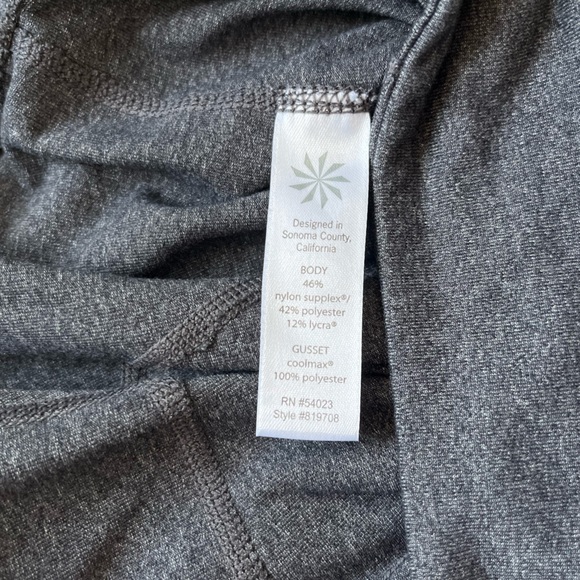 Designed in
Sonoma County,
California
BODY
46%
nylon supplex®/
42% polyester
12% lycra®
GUSSET
coolmax®
100% polyester
RN #54023
Style #819708